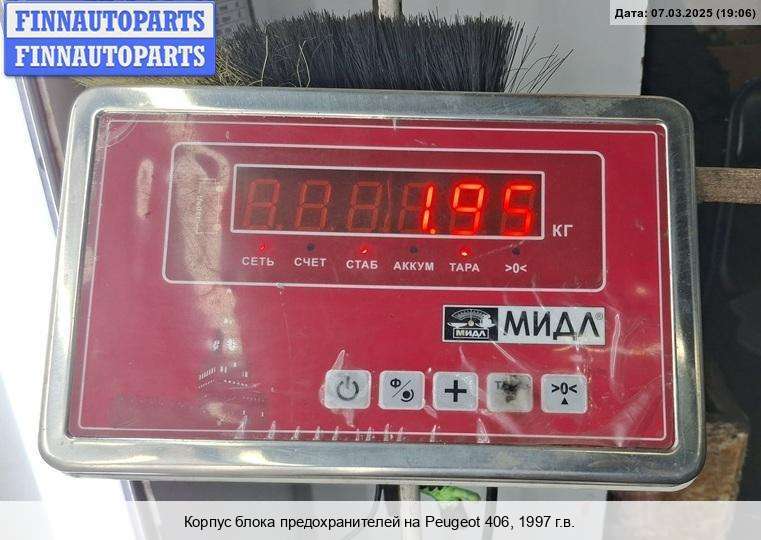 FINNAUTOPARTS
FINNAUTOPARTS
Дата: 07.03.2025 (19:06)
1.95
КГ
СЕТЬ СЧЕТ СТАБ АККУМ ТАРА >0<
МИДЛ МИДЛ®
Ф + >0<
Корпус блока предохранителей на Peugeot 406, 1997 г.в.